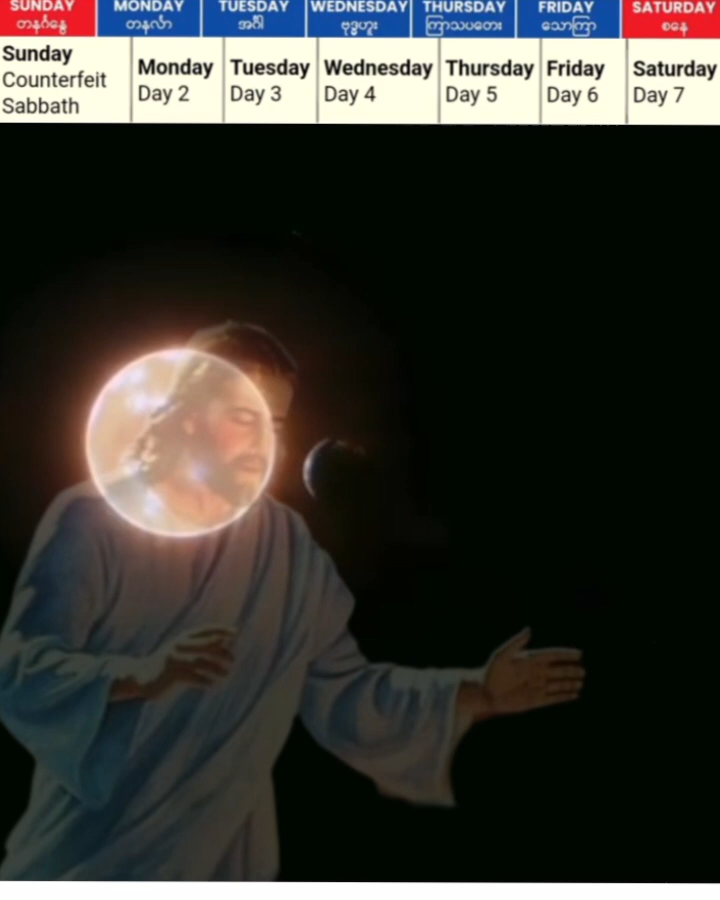 SUNDAY MONDAY TUESDAY WEDNESDAY THURSDAY FRIDAY SATURDAY
တနင်္ဂနွေ တနင်္လာ အင်္ဂါ ဗုဒ္ဓဟူး ကြာသပတေး သောကြာ စနေ
Sunday
Counterfeit
Sabbath
Monday
Day 2
Tuesday
Day 3
Wednesday
Day 4
Thursday
Day 5
Friday
Day 6
Saturday
Day 7